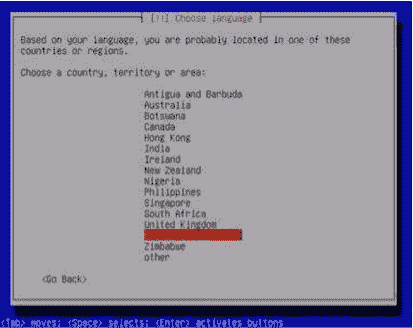 [!!] Choose language
Based on your language, you are probably located in one of these
countries or regions.
Choose a country, territory or area:
Antigua and Barbuda
Australia
Botswana
Canada
Hong Kong
India
Ireland
New Zealand
Nigeria
Philippines
Singapore
South Africa
United Kingdom
Zimbabwe
other
<Go Back>
<Tab> moves; <Space> selects; <Enter> activates buttons